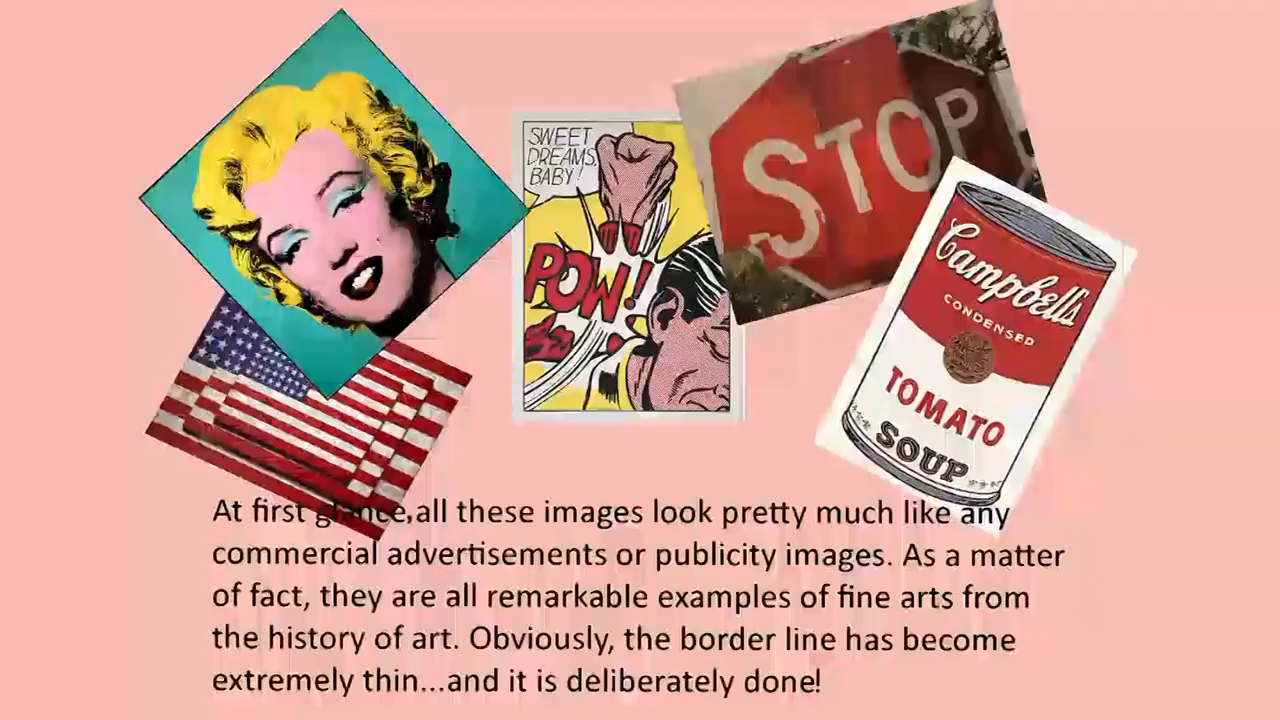 SWEET
DREAMS
BABY!
POW!
STOP
Campbell's
CONDENSED
TOMATO
SOUP
At first glance,all these images look pretty much like any
commercial advertisements or publicity images. As a matter
of fact, they are all remarkable examples of fine arts from
the history of art. Obviously, the border line has become
extremely thin...and it is deliberately done!